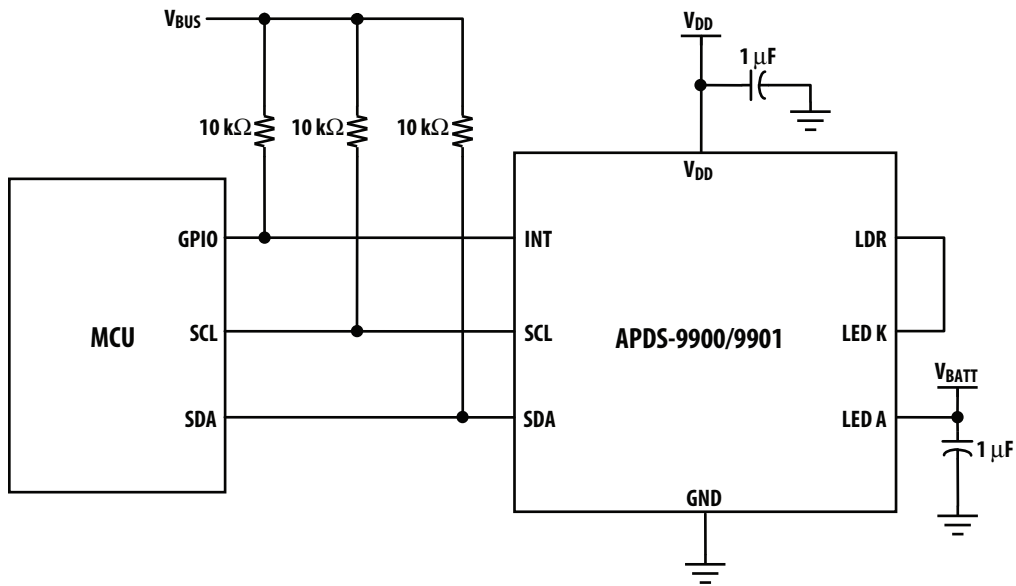 VBUS
VDD
1 μF
10 kΩ
10 kΩ
10 kΩ
VDD
GPIO
INT
LDR
MCU
SCL
SCL
APDS-9900/9901
LED K
VBATT
SDA
SDA
LED A
1 μF
GND